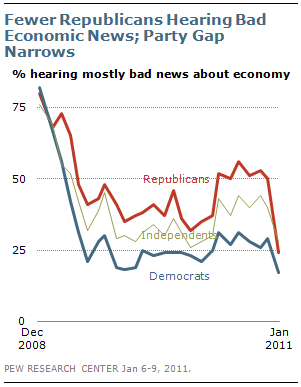 Fewer Republicans Hearing Bad
Economic News; Party Gap
Narrows
% hearing mostly bad news about economy
75
50
Republicans
Independents
25
Democrats
0
Dec
2008
Jan
2011
PEW RESEARCH CENTER Jan 6-9, 2011.